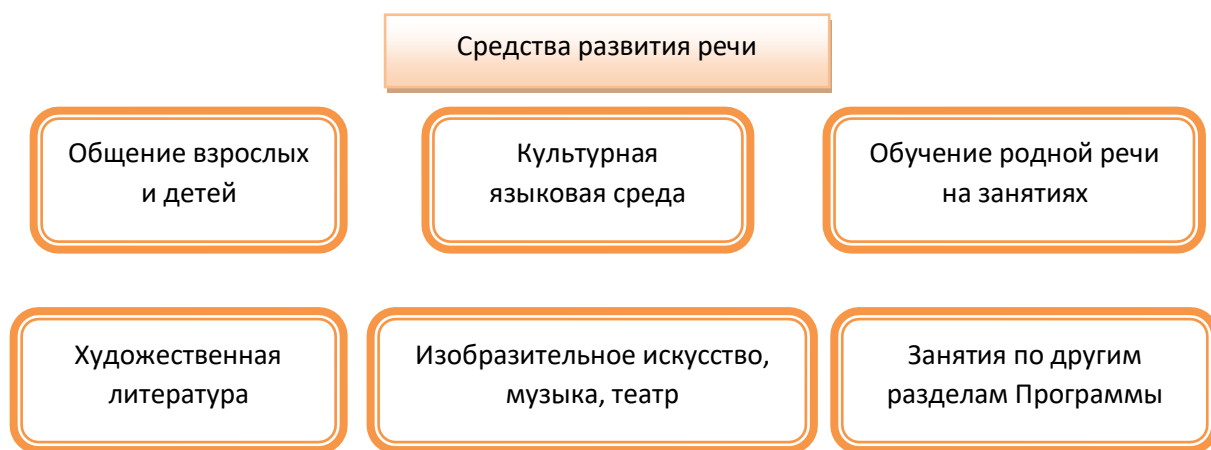 Средства развития речи
Общение взрослых
и детей
Культурная
языковая среда
Обучение родной речи
на занятиях
Художественная
литература
Изобразительное искусство,
музыка, театр
Занятия по другим
разделам Программы